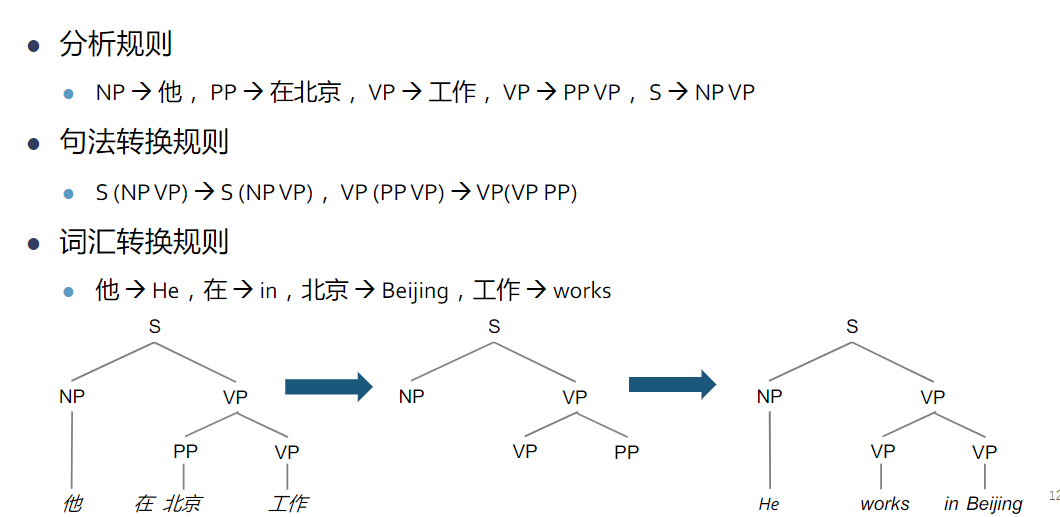 分析规则
NP → 他，PP → 在北京，VP → 工作，VP → PP VP，S → NP VP
句法转换规则
S (NP VP) → S (NP VP)，VP (PP VP) → VP(VP PP)
词汇转换规则
他 → He，在 → in，北京 → Beijing，工作 → works
S S S
NP VP NP VP NP VP
PP VP VP PP VP VP
他 在 北京 工作 He works in Beijing
12